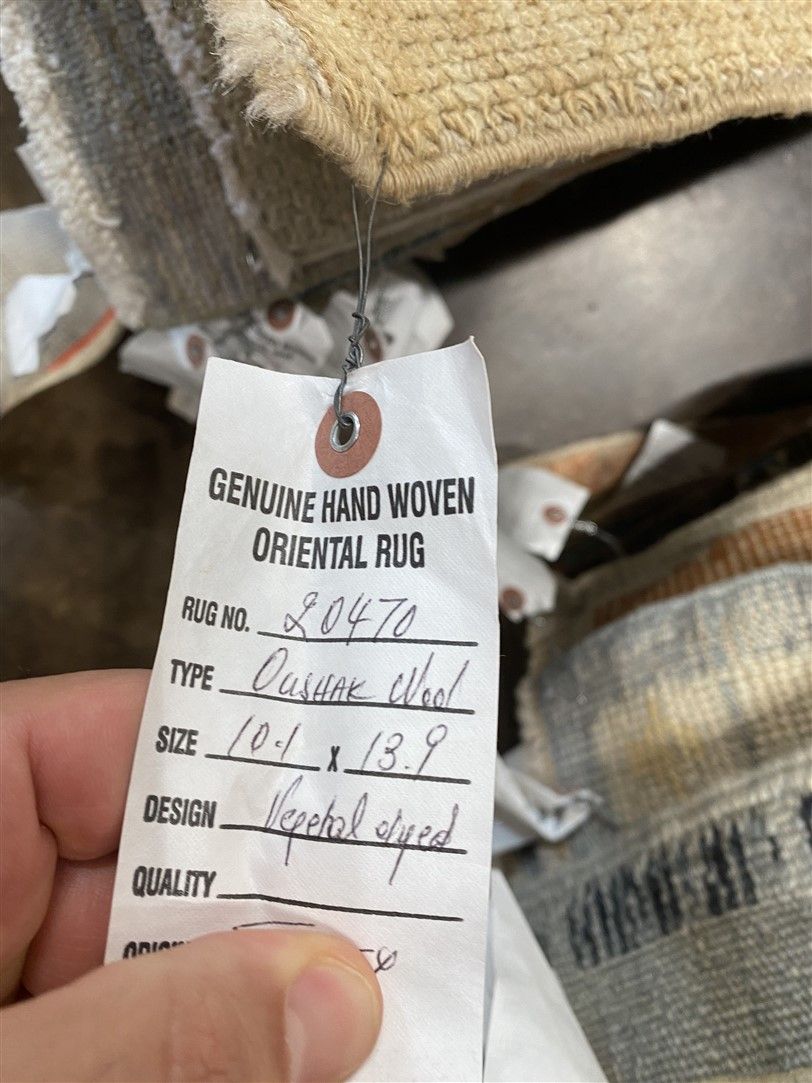 GENUINE HAND WOVEN
ORIENTAL RUG
RUG NO. 20470
TYPE Oushak Wool
SIZE 10.1 x 13.9
DESIGN Vegetal dyed
QUALITY